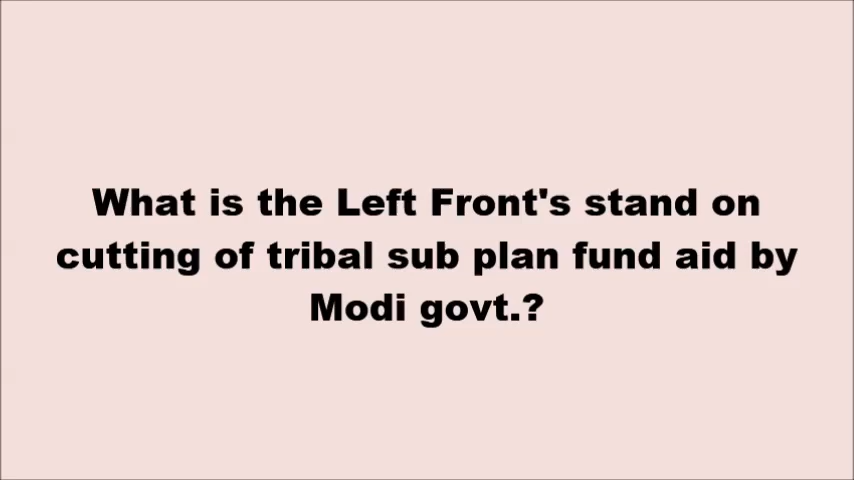 What is the Left Front's stand on
cutting of tribal sub plan fund aid by
Modi govt.?